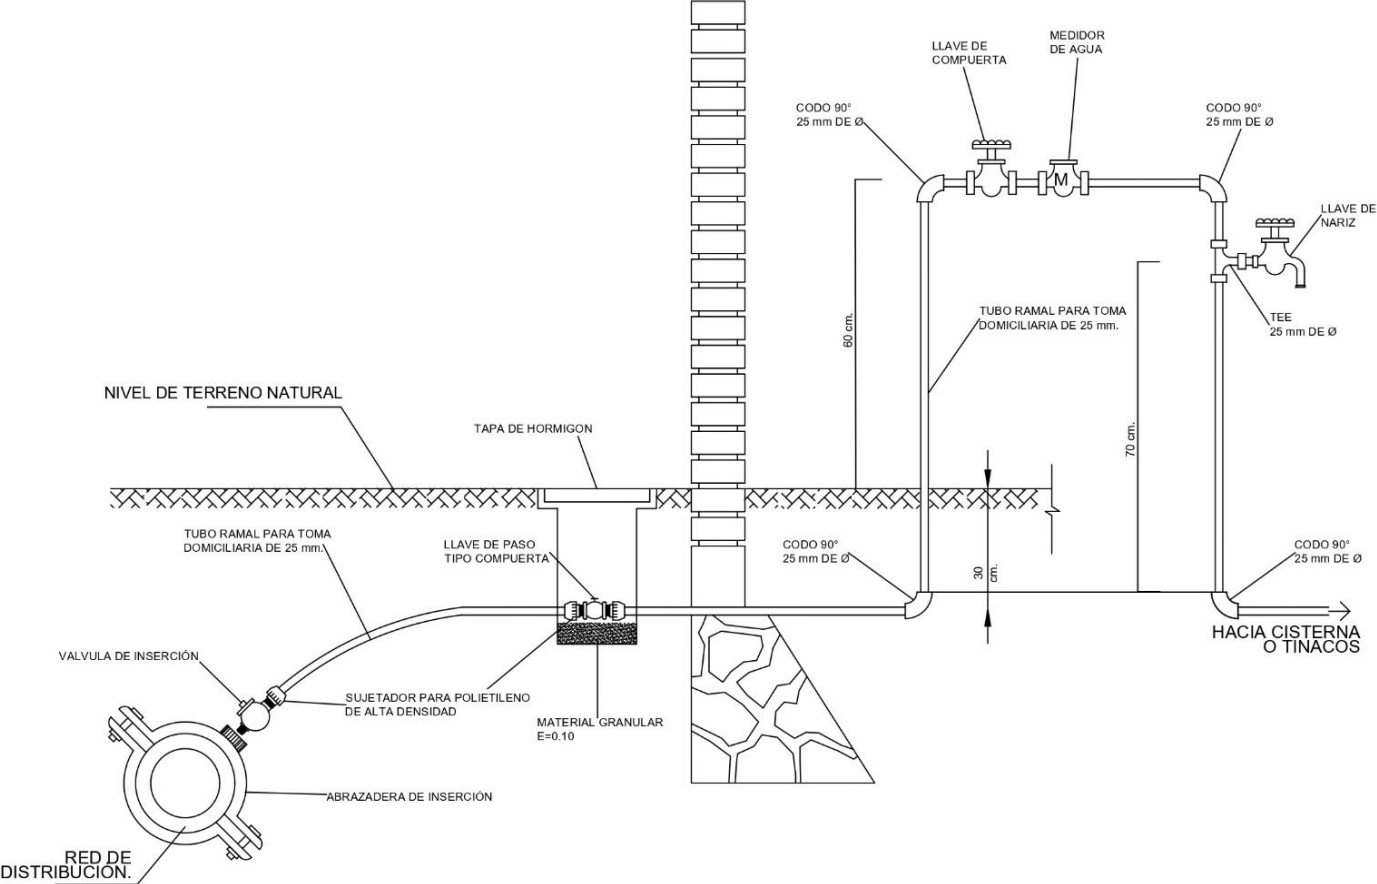 LLAVE DE
COMPUERTA
MEDIDOR
DE AGUA
CODO 90°
25 mm DE Ø
CODO 90°
25 mm DE Ø
M
LLAVE DE
NARIZ
TUBO RAMAL PARA TOMA
DOMICILIARIA DE 25 mm.
TEE
25 mm DE Ø
60 cm.
NIVEL DE TERRENO NATURAL
TAPA DE HORMIGON
70 cm.
TUBO RAMAL PARA TOMA
DOMICILIARIA DE 25 mm.
LLAVE DE PASO
TIPO COMPUERTA
CODO 90°
25 mm DE Ø
30
cm.
CODO 90°
25 mm DE Ø
HACIA CISTERNA
O TINACOS
VALVULA DE INSERCIÓN
SUJETADOR PARA POLIETILENO
DE ALTA DENSIDAD
MATERIAL GRANULAR
E=0.10
ABRAZADERA DE INSERCIÓN
RED DE
DISTRIBUCIÓN.